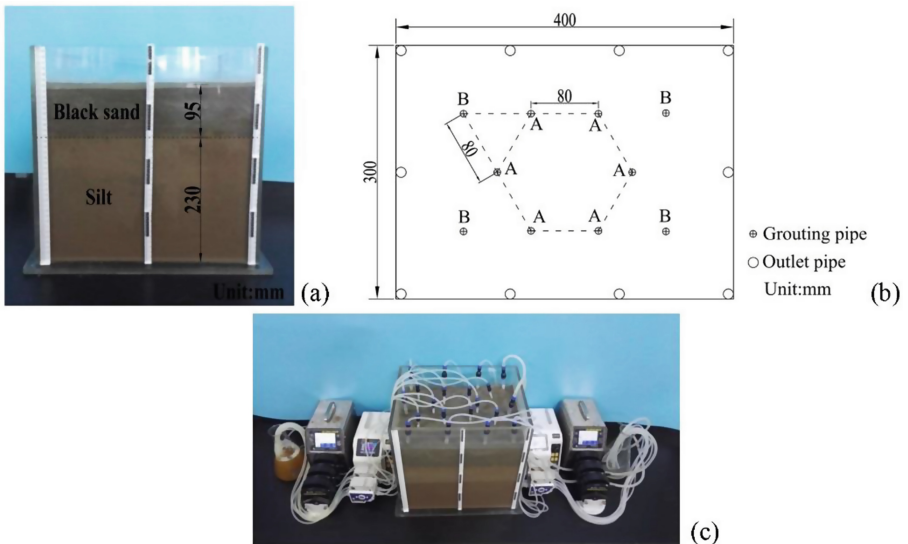 Black sand
95
Silt
230
Unit:mm
(a)
400
300
B
80
B
A
A
80
A
A
B
A
A
B
Grouting pipe
Outlet pipe
Unit:mm
(b)
(c)